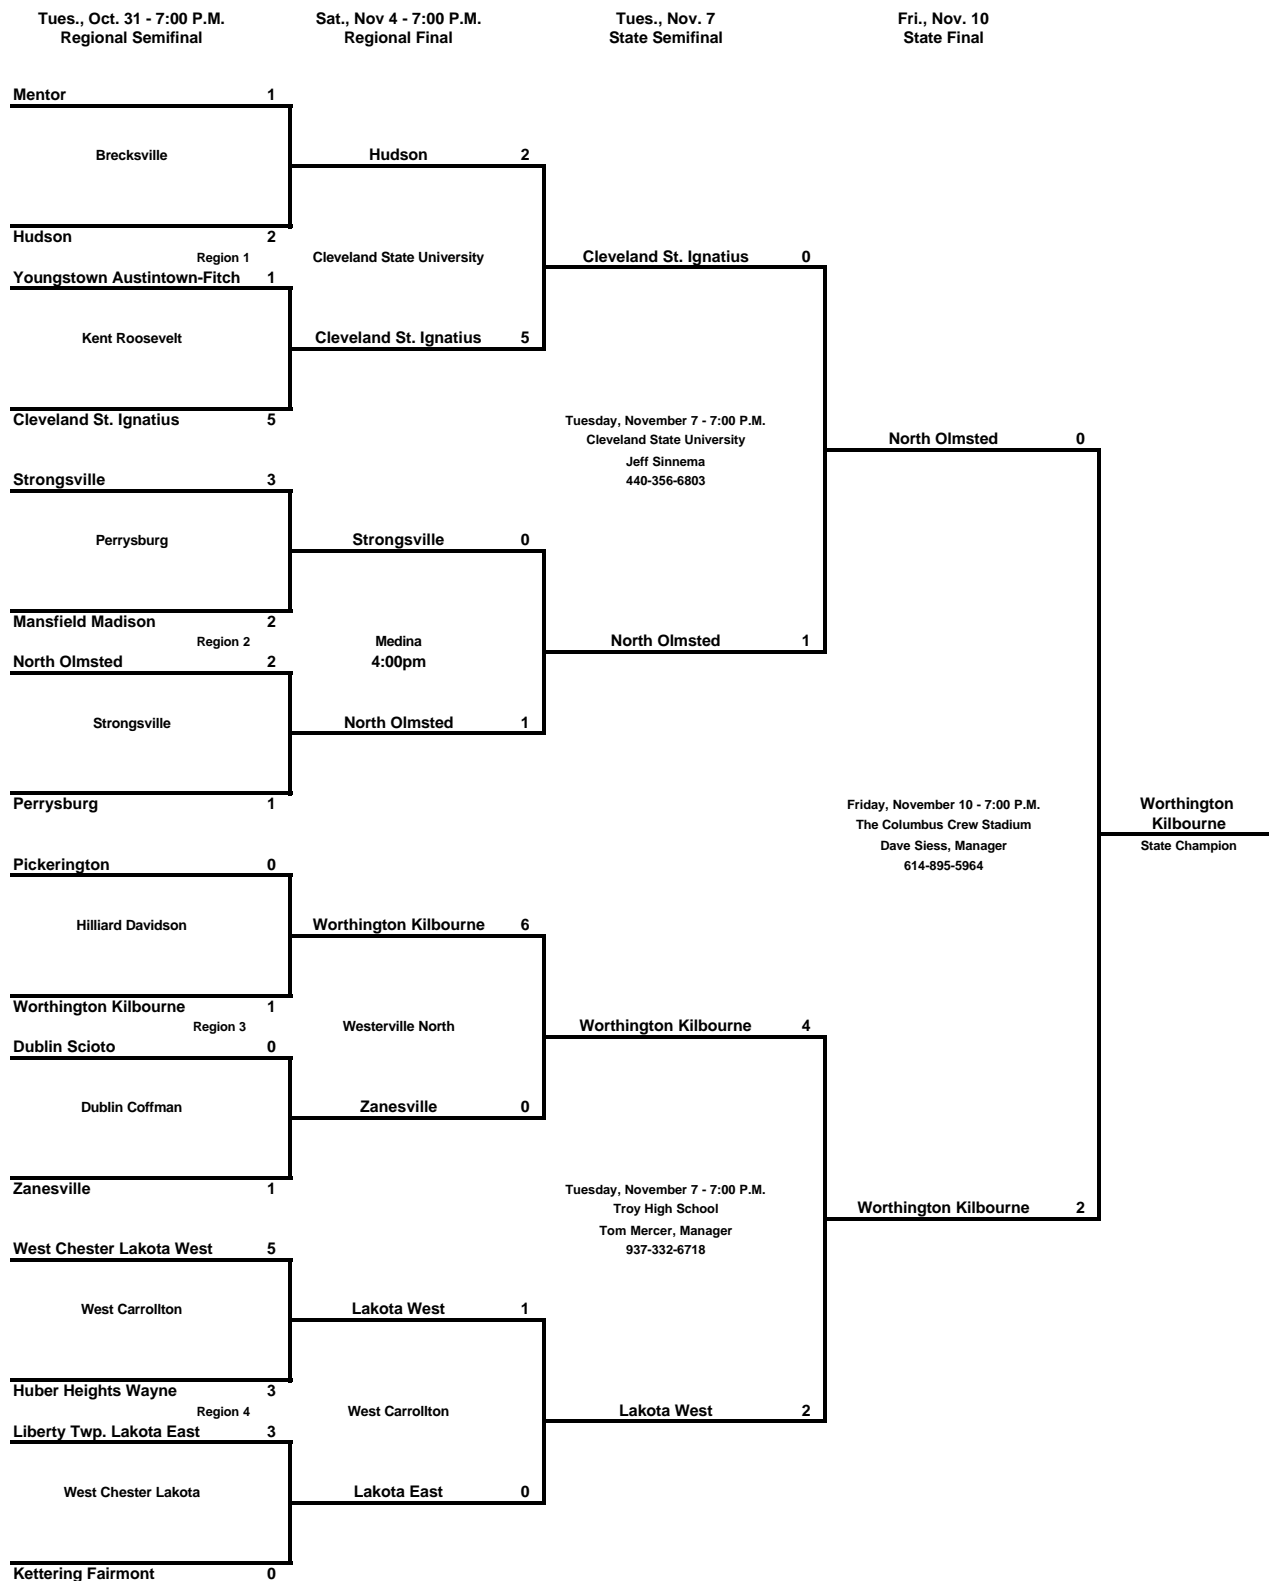 Tues., Oct. 31 - 7:00 P.M.
Regional Semifinal
Sat., Nov 4 - 7:00 P.M.
Regional Final
Tues., Nov. 7
State Semifinal
Fri., Nov. 10
State Final
Mentor 1
Brecksville
Hudson 2
Hudson 2
Region 1
Cleveland State University
Cleveland St. Ignatius 0
Youngstown Austintown-Fitch 1
Kent Roosevelt
Cleveland St. Ignatius 5
Cleveland St. Ignatius 5
Tuesday, November 7 - 7:00 P.M.
Cleveland State University
Jeff Sinnema
440-356-6803
North Olmsted 0
Strongsville 3
Perrysburg
Strongsville 0
Mansfield Madison 2
Region 2
Medina
4:00pm
North Olmsted 1
North Olmsted 2
Strongsville
North Olmsted 1
Perrysburg 1
Friday, November 10 - 7:00 P.M.
The Columbus Crew Stadium
Dave Siess, Manager
614-895-5964
Worthington
Kilbourne
State Champion
Pickerington 0
Hilliard Davidson
Worthington Kilbourne 6
Worthington Kilbourne 1
Region 3
Westerville North
Worthington Kilbourne 4
Dublin Scioto 0
Dublin Coffman
Zanesville 0
Zanesville 1
Tuesday, November 7 - 7:00 P.M.
Troy High School
Tom Mercer, Manager
937-332-6718
Worthington Kilbourne 2
West Chester Lakota West 5
West Carrollton
Lakota West 1
Huber Heights Wayne 3
Region 4
West Carrollton
Lakota West 2
Liberty Twp. Lakota East 3
West Chester Lakota
Lakota East 0
Kettering Fairmont 0